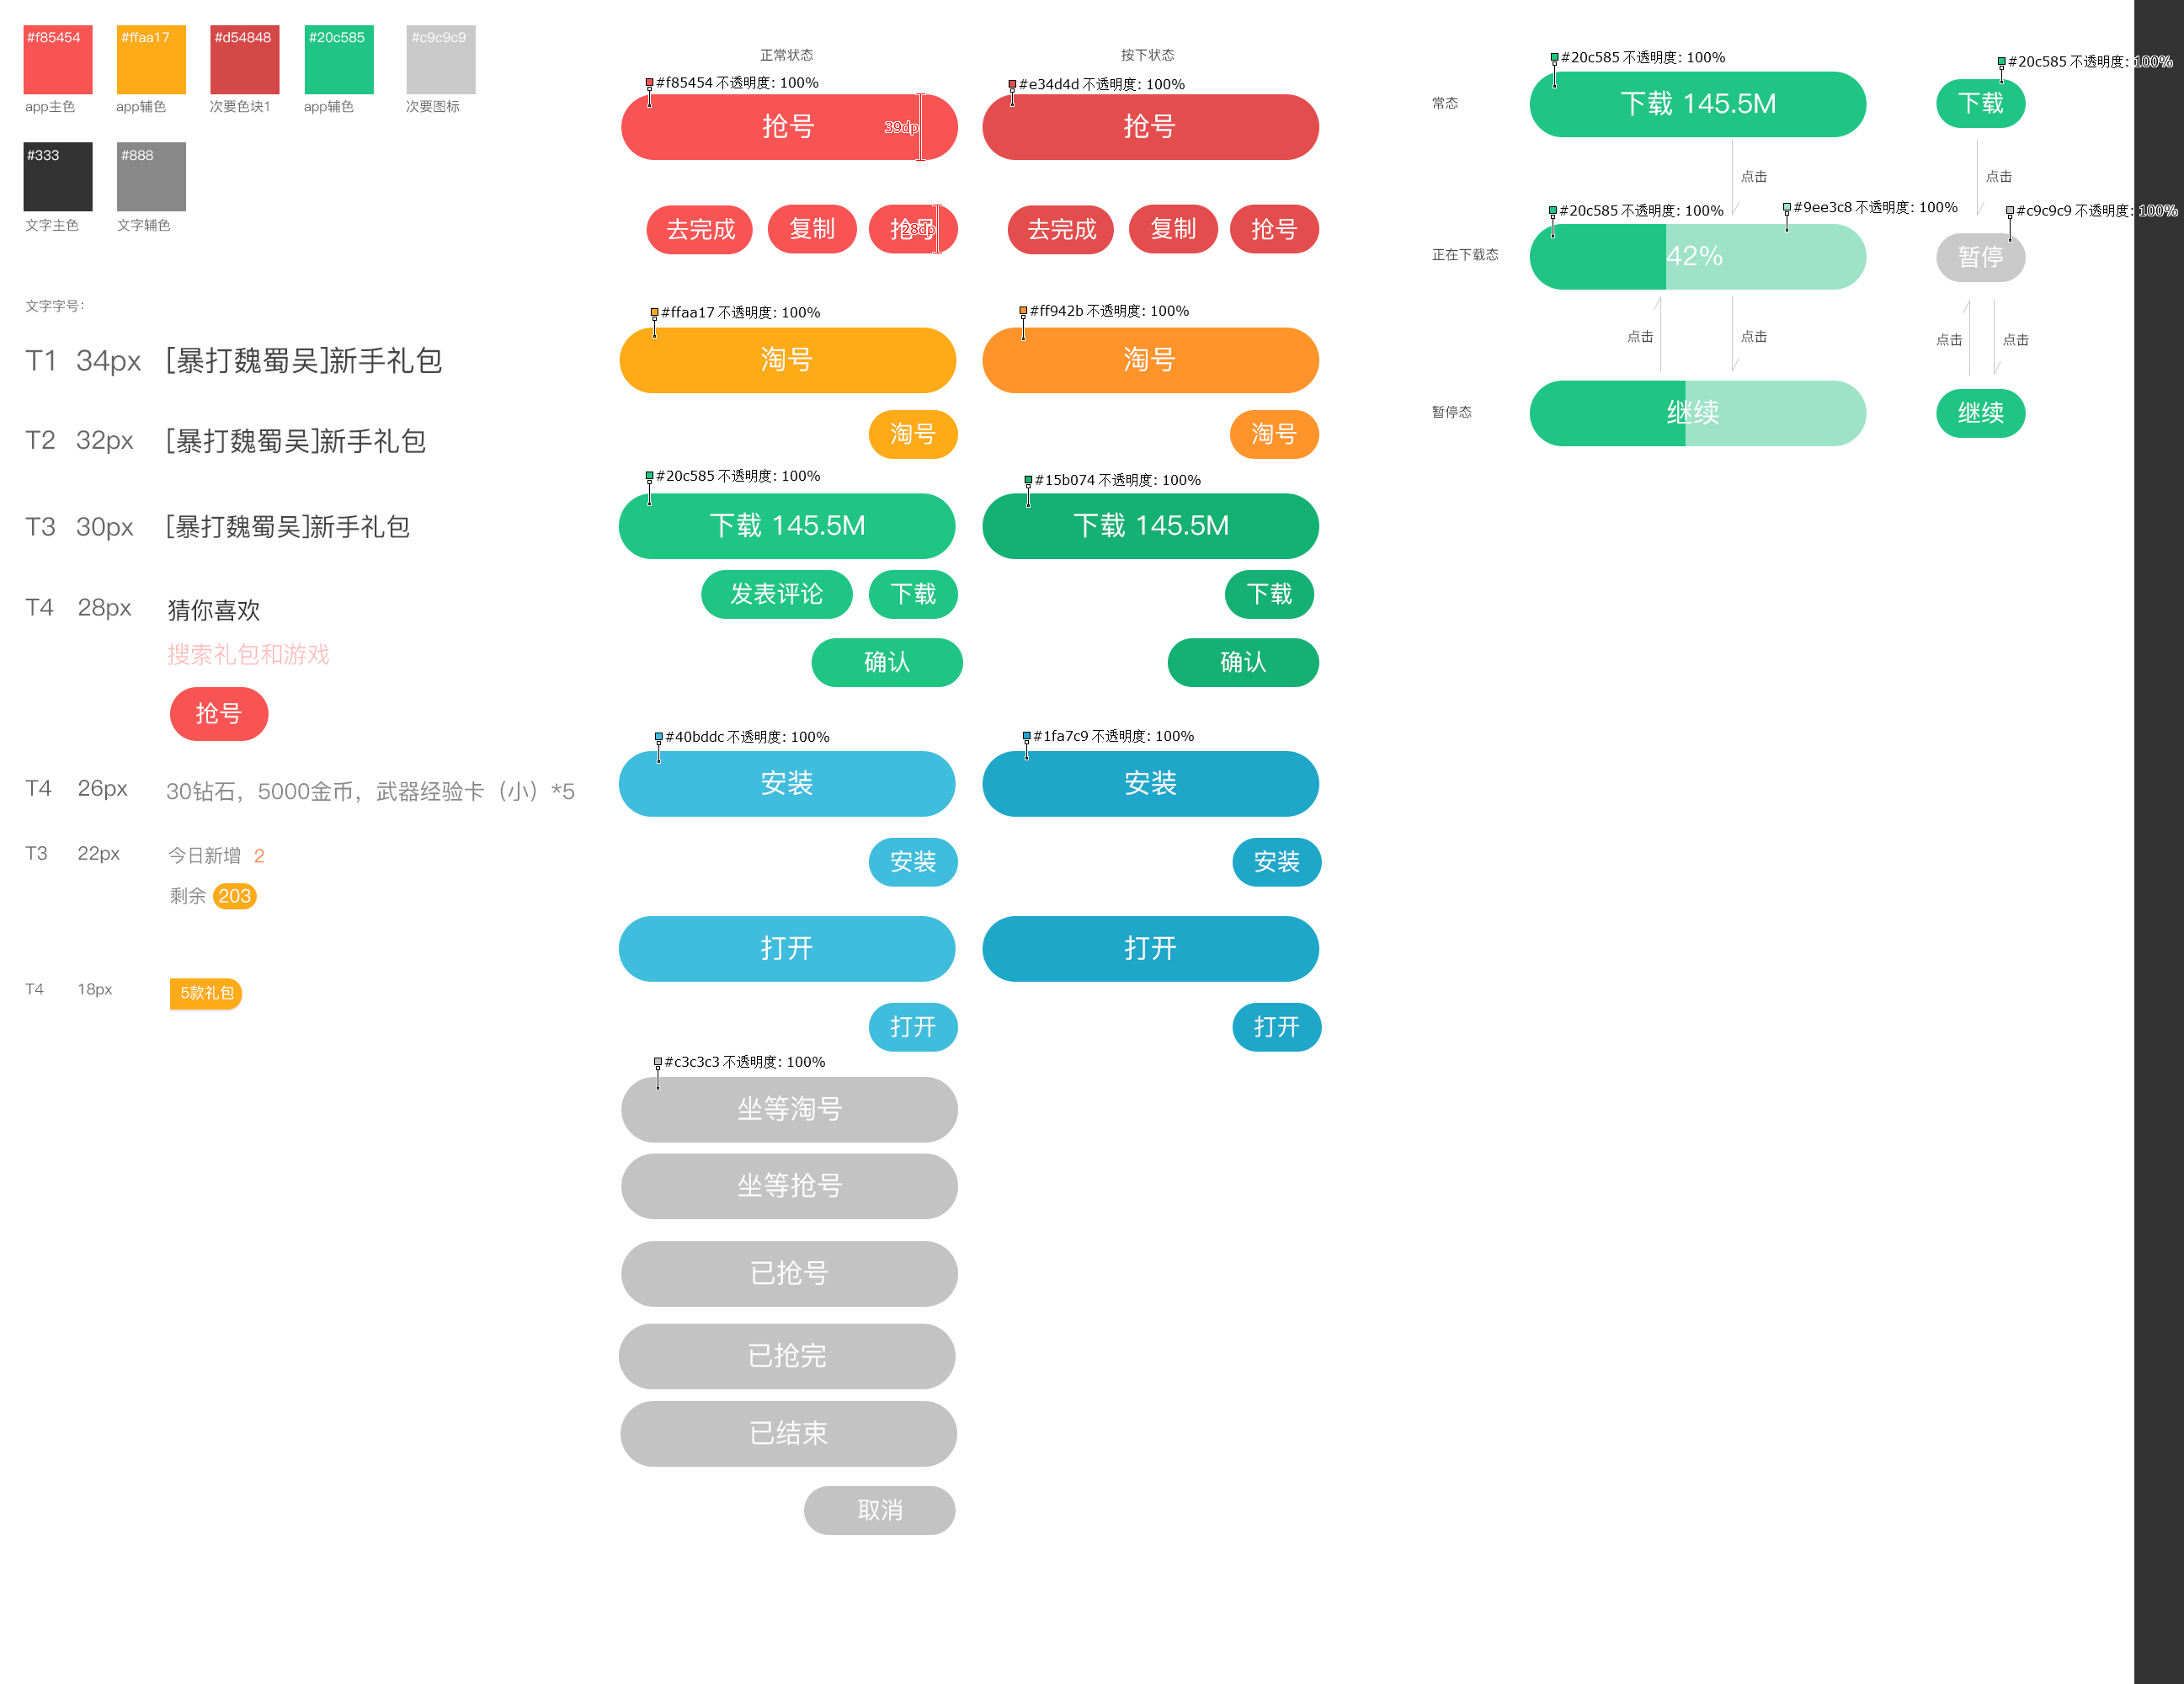 #f85454
#ffaa17
#d54848
#20c585
#c9c9c9
app主色
app辅色
次要色块1
app辅色
次要图标
#333
#888
文字主色
文字辅色
文字字号：
T1 34px [暴打魏蜀吴]新手礼包
T2 32px [暴打魏蜀吴]新手礼包
T3 30px [暴打魏蜀吴]新手礼包
T4 28px 猜你喜欢
搜索礼包和游戏
抢号
T4 26px 30钻石，5000金币，武器经验卡（小）*5
T3 22px 今日新增 2
剩余 203
T4 18px 5款礼包
正常状态
按下状态
#f85454 不透明度：100%
#e34d4d 不透明度：100%
抢号
39dp
抢号
去完成
复制
抢号
28dp
去完成
复制
抢号
#ffaa17 不透明度：100%
#ff942b 不透明度：100%
淘号
淘号
淘号
淘号
#20c585 不透明度：100%
#15b074 不透明度：100%
下载 145.5M
下载 145.5M
发表评论
下载
下载
确认
确认
#40bddc 不透明度：100%
#1fa7c9 不透明度：100%
安装
安装
安装
安装
打开
打开
打开
打开
#c3c3c3 不透明度：100%
坐等淘号
坐等抢号
已抢号
已抢完
已结束
取消
#20c585 不透明度：100%
#20c585 不透明度：100%
常态
下载 145.5M
下载
点击
点击
#20c585 不透明度：100%
#9ee3c8 不透明度：100%
#c9c9c9 不透明度：100%
正在下载态
42%
暂停
点击
点击
点击
点击
暂停态
继续
继续